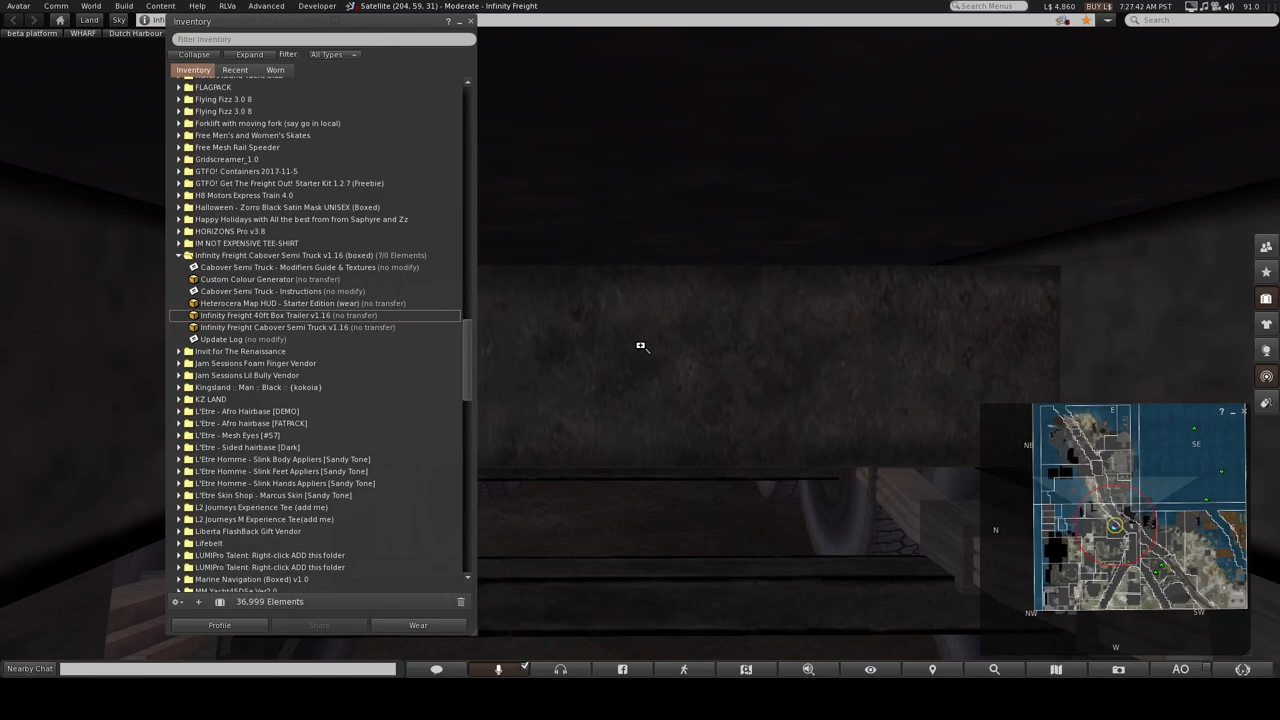 Avatar Comm World Build Content Help RLVa Advanced Developer Satellite (204, 59, 31) - Moderate - Infinity Freight Search Menus L$ 4,860 BUY L$ 7:27:42 AM PST 91.0
Land Sky Infi Search
beta platform WHARF Dutch Harbour
Inventory ? _ x
Filter Inventory
Collapse Expand Filter: All Types
Inventory Recent Worn
FLAGPACK
Flying Fizz 3.0 8
Flying Fizz 3.0 8
Forklift with moving fork (say go in local)
Free Men's and Women's Skates
Free Mesh Rail Speeder
Gridscreamer_1.0
GTFO! Containers 2017-11-5
GTFO! Get The Freight Out! Starter Kit 1.2.7 (Freebie)
H8 Motors Express Train 4.0
Halloween - Zorro Black Satin Mask UNISEX (Boxed)
Happy Holidays with All the best from from Saphyre and Zz
HORIZONS Pro v3.8
IM NOT EXPENSIVE TEE-SHIRT
Infinity Freight Cabover Semi Truck v1.16 (boxed) (7/0 Elements)
Cabover Semi Truck - Modifiers Guide & Textures (no modify)
Custom Colour Generator (no transfer)
Cabover Semi Truck - Instructions (no modify)
Heterocera Map HUD - Starter Edition (wear) (no transfer)
Infinity Freight 40ft Box Trailer v1.16 (no transfer)
Infinity Freight Cabover Semi Truck v1.16 (no transfer)
Update Log (no modify)
Invit for The Renaissance
Jam Sessions Foam Finger Vendor
Jam Sessions Lil Bully Vendor
Kingsland :: Man :: Black :: {kokoia}
KZ LAND
L'Etre - Afro Hairbase [DEMO]
L'Etre - Afro hairbase [FATPACK]
L'Etre - Mesh Eyes [#57]
L'Etre - Sided hairbase [Dark]
L'Etre Homme - Slink Body Appliers [Sandy Tone]
L'Etre Homme - Slink Feet Appliers [Sandy Tone]
L'Etre Homme - Slink Hands Appliers [Sandy Tone]
L'Etre Skin Shop - Marcus Skin [Sandy Tone]
L2 Journeys Experience Tee (add me)
L2 Journeys M Experience Tee(add me)
Liberta FlashBack Gift Vendor
Lifebelt
LUMIPro Talent: Right-click ADD this folder
LUMIPro Talent: Right-click ADD this folder
Marine Navigation (Boxed) v1.0
36,999 Elements
Profile Share Wear
E ? _ x
NE SE
N
NW SW
W
Nearby Chat AO